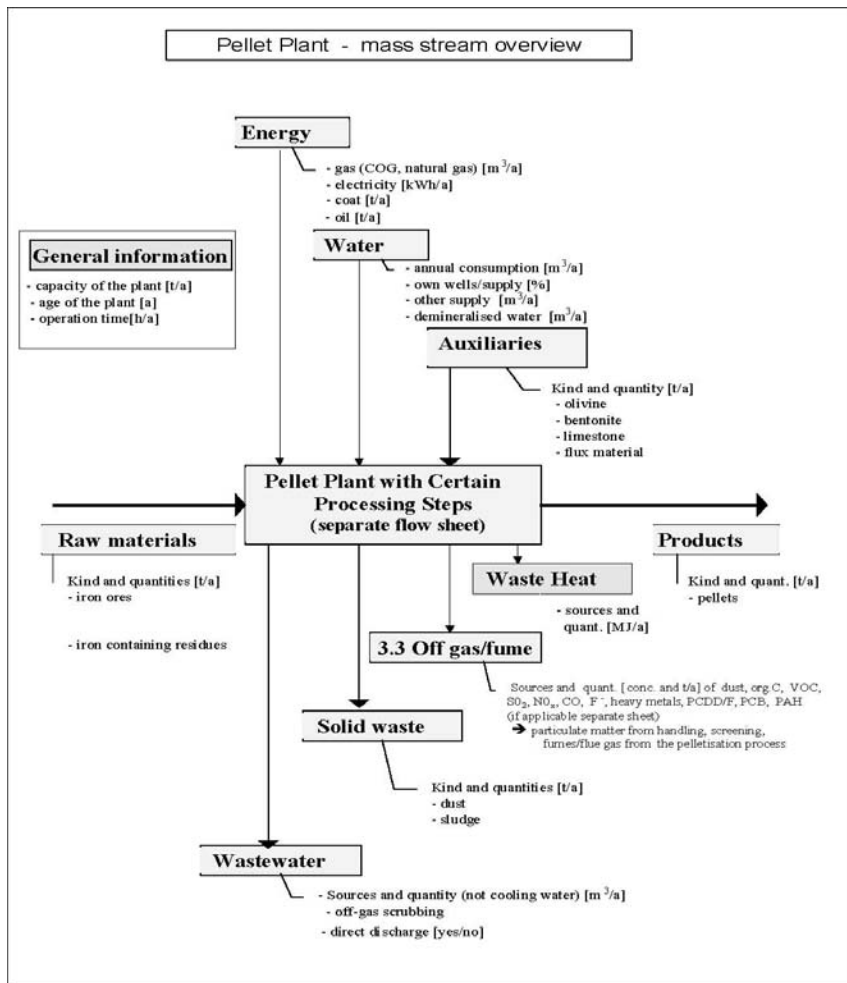 Pellet Plant - mass stream overview
Energy
- gas (COG, natural gas) [m³/a]
- electricity [kWh/a]
- coat [t/a]
- oil [t/a]
General information
- capacity of the plant [t/a]
- age of the plant [a]
- operation time[h/a]
Water
- annual consumption [m³/a]
- own wells/supply [%]
- other supply [m³/a]
- demineralised water [m³/a]
Auxiliaries
Kind and quantity [t/a]
- olivine
- bentonite
- limestone
- flux material
Pellet Plant with Certain
Processing Steps
(separate flow sheet)
Raw materials
Kind and quantities [t/a]
- iron ores
- iron containing residues
Products
Kind and quant. [t/a]
- pellets
Waste Heat
- sources and
quant. [MJ/a]
3.3 Off gas/fume
Sources and quant. [conc. and t/a] of dust, org.C, VOC,
S0₂, N0ₓ, CO, F⁻, heavy metals, PCDD/F, PCB, PAH
(if applicable separate sheet)
➔ particulate matter from handling, screening,
fumes/flue gas from the pelletisation process
Solid waste
Kind and quantities [t/a]
- dust
- sludge
Wastewater
- Sources and quantity (not cooling water) [m³/a]
- off-gas scrubbing
- direct discharge [yes/no]